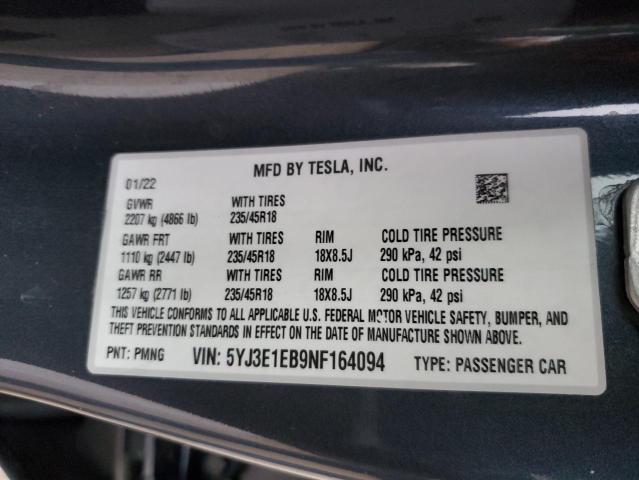 MFD BY TESLA, INC.
01/22
GVWR WITH TIRES
2207 kg (4866 lb) 235/45R18
GAWR FRT WITH TIRES RIM COLD TIRE PRESSURE
1110 kg (2447 lb) 235/45R18 18X8.5J 290 kPa, 42 psi
GAWR RR WITH TIRES RIM COLD TIRE PRESSURE
1257 kg (2771 lb) 235/45R18 18X8.5J 290 kPa, 42 psi
THIS VEHICLE CONFORMS TO ALL APPLICABLE U.S. FEDERAL MOTOR VEHICLE SAFETY, BUMPER, AND
THEFT PREVENTION STANDARDS IN EFFECT ON THE DATE OF MANUFACTURE SHOWN ABOVE.
PNT: PMNG VIN: 5YJ3E1EB9NF164094 TYPE: PASSENGER CAR